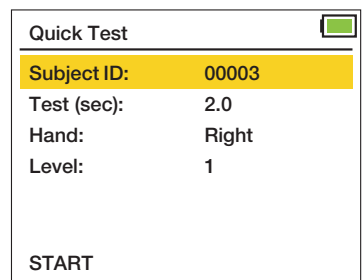 Quick Test
Subject ID: 00003
Test (sec): 2.0
Hand: Right
Level: 1
START